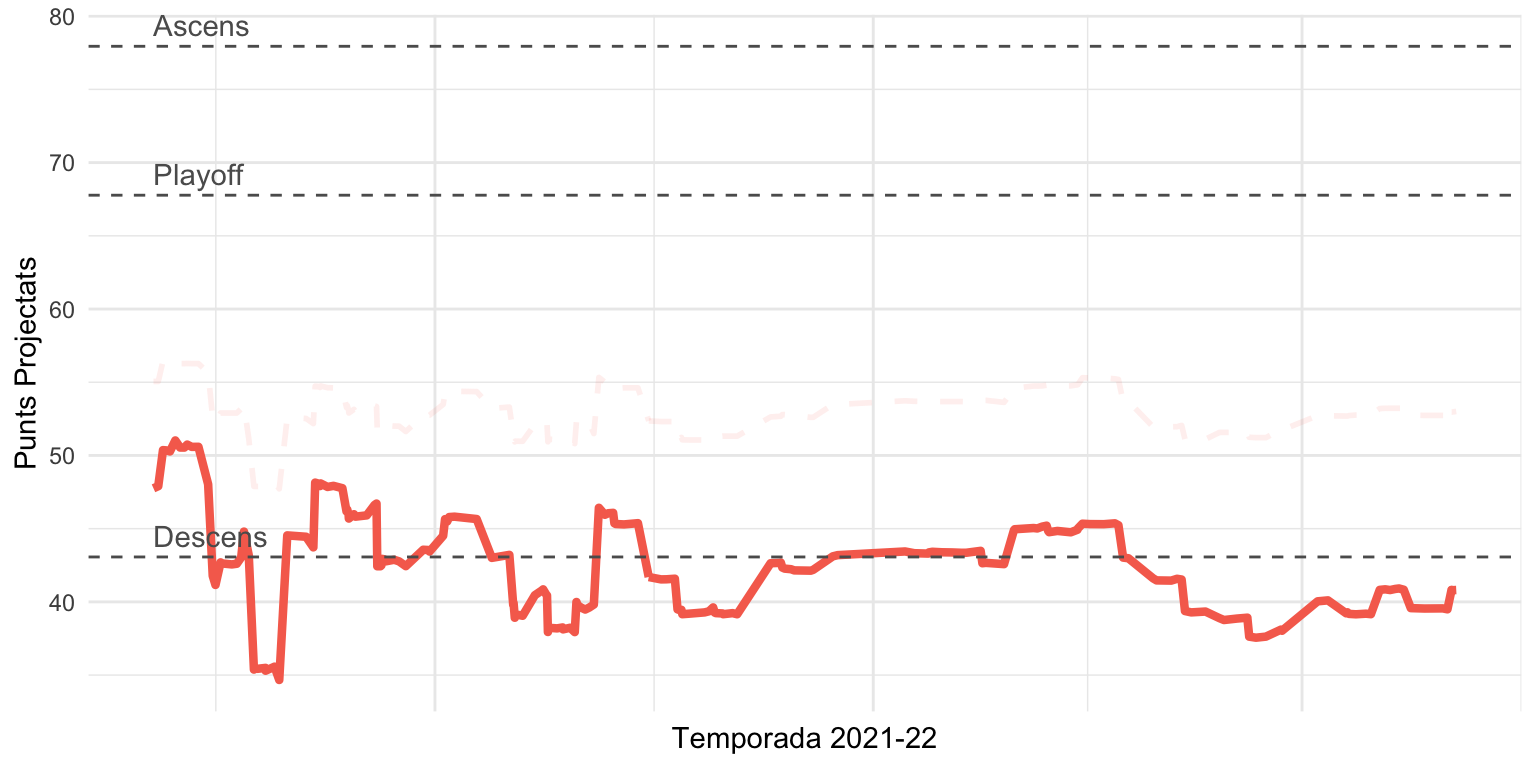 80
Ascens
70
Playoff
60
50
Descens
40
Punts Projectats
Temporada 2021-22